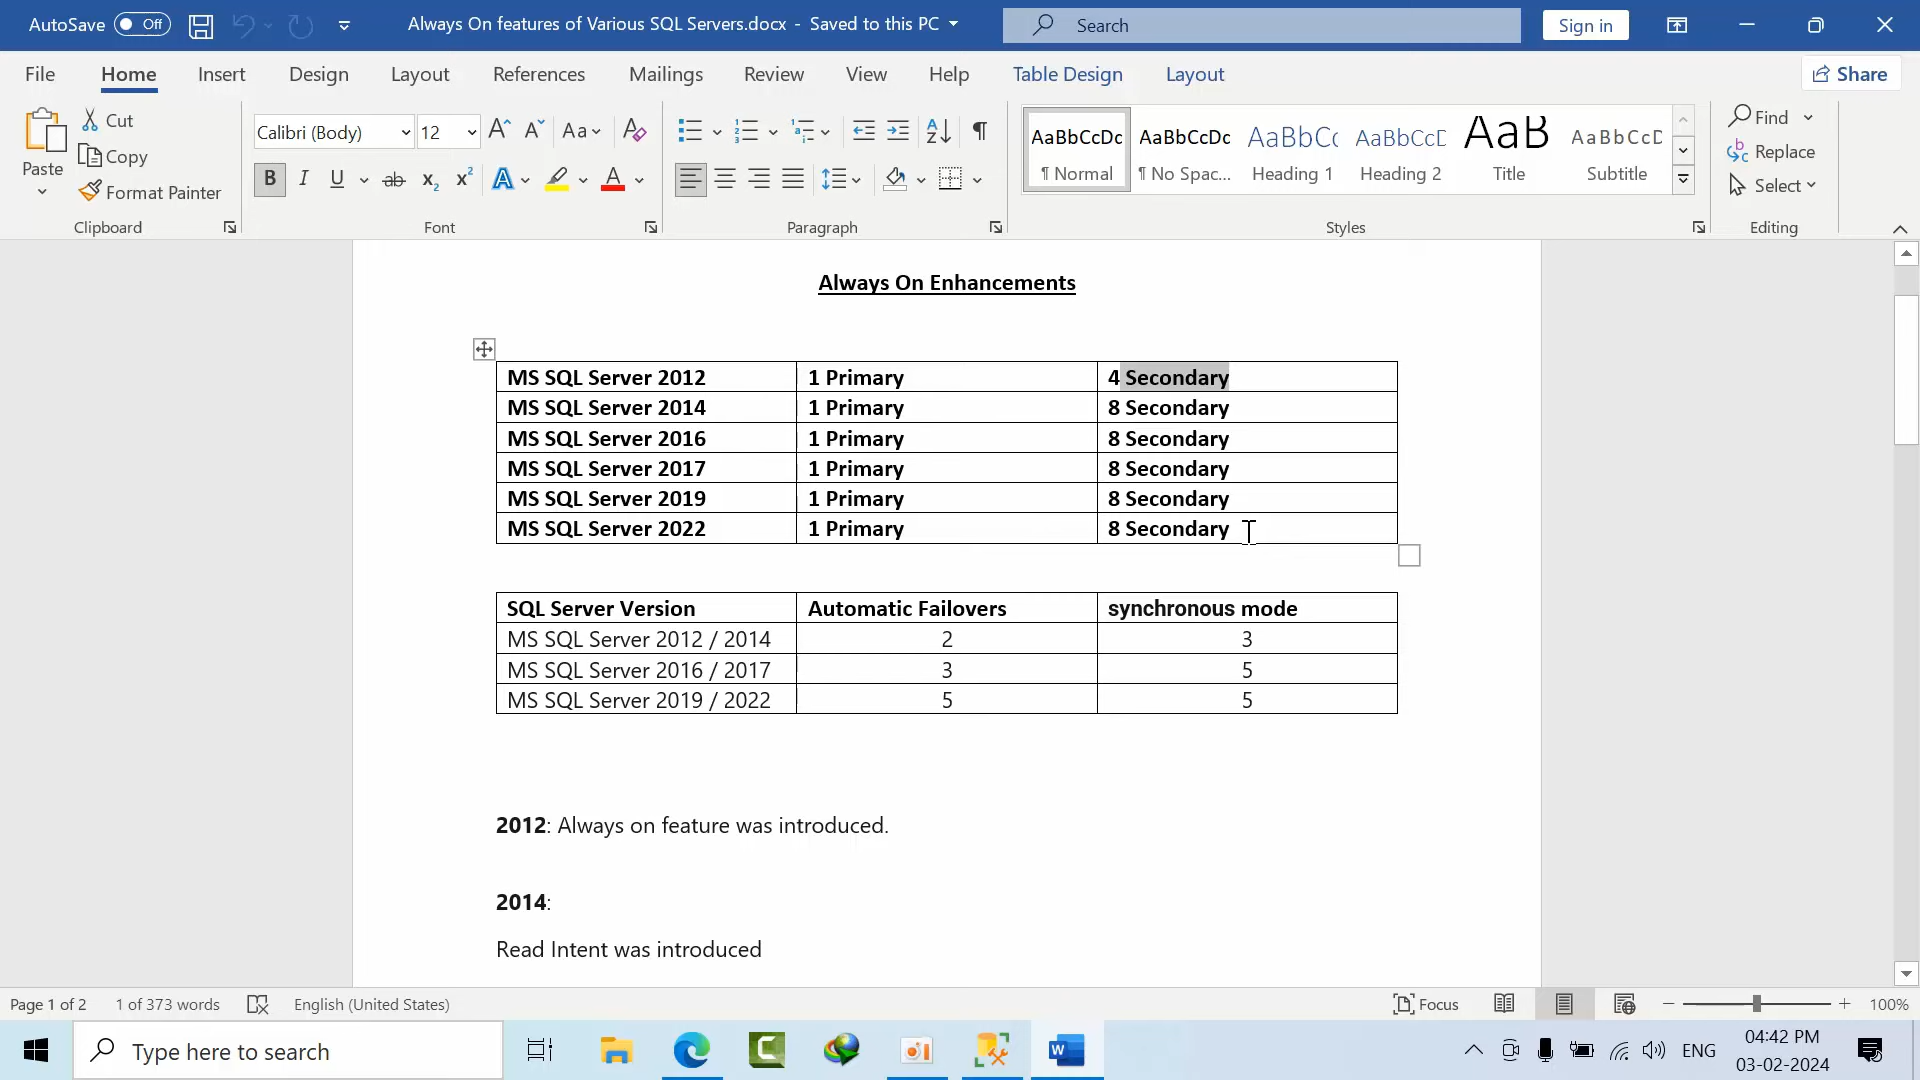 AutoSave Off Always On features of Various SQL Servers.docx - Saved to this PC Search Sign in
File Home Insert Design Layout References Mailings Review View Help Table Design Layout Share
Paste Cut Copy Format Painter Clipboard
Calibri (Body) 12 Aa B I U ab x2 x2 A A Font
Paragraph
AaBbCcDc ¶ Normal AaBbCcDc ¶ No Spac... AaBbCc Heading 1 AaBbCcD Heading 2 AaB Title AaBbCcD Subtitle Styles
Find Replace Select Editing
Always On Enhancements
MS SQL Server 2012 1 Primary 4 Secondary
MS SQL Server 2014 1 Primary 8 Secondary
MS SQL Server 2016 1 Primary 8 Secondary
MS SQL Server 2017 1 Primary 8 Secondary
MS SQL Server 2019 1 Primary 8 Secondary
MS SQL Server 2022 1 Primary 8 Secondary
SQL Server Version Automatic Failovers synchronous mode
MS SQL Server 2012 / 2014 2 3
MS SQL Server 2016 / 2017 3 5
MS SQL Server 2019 / 2022 5 5
2012: Always on feature was introduced.
2014:
Read Intent was introduced
Page 1 of 2 1 of 373 words English (United States) Focus 100%
Type here to search ENG 04:42 PM
03-02-2024